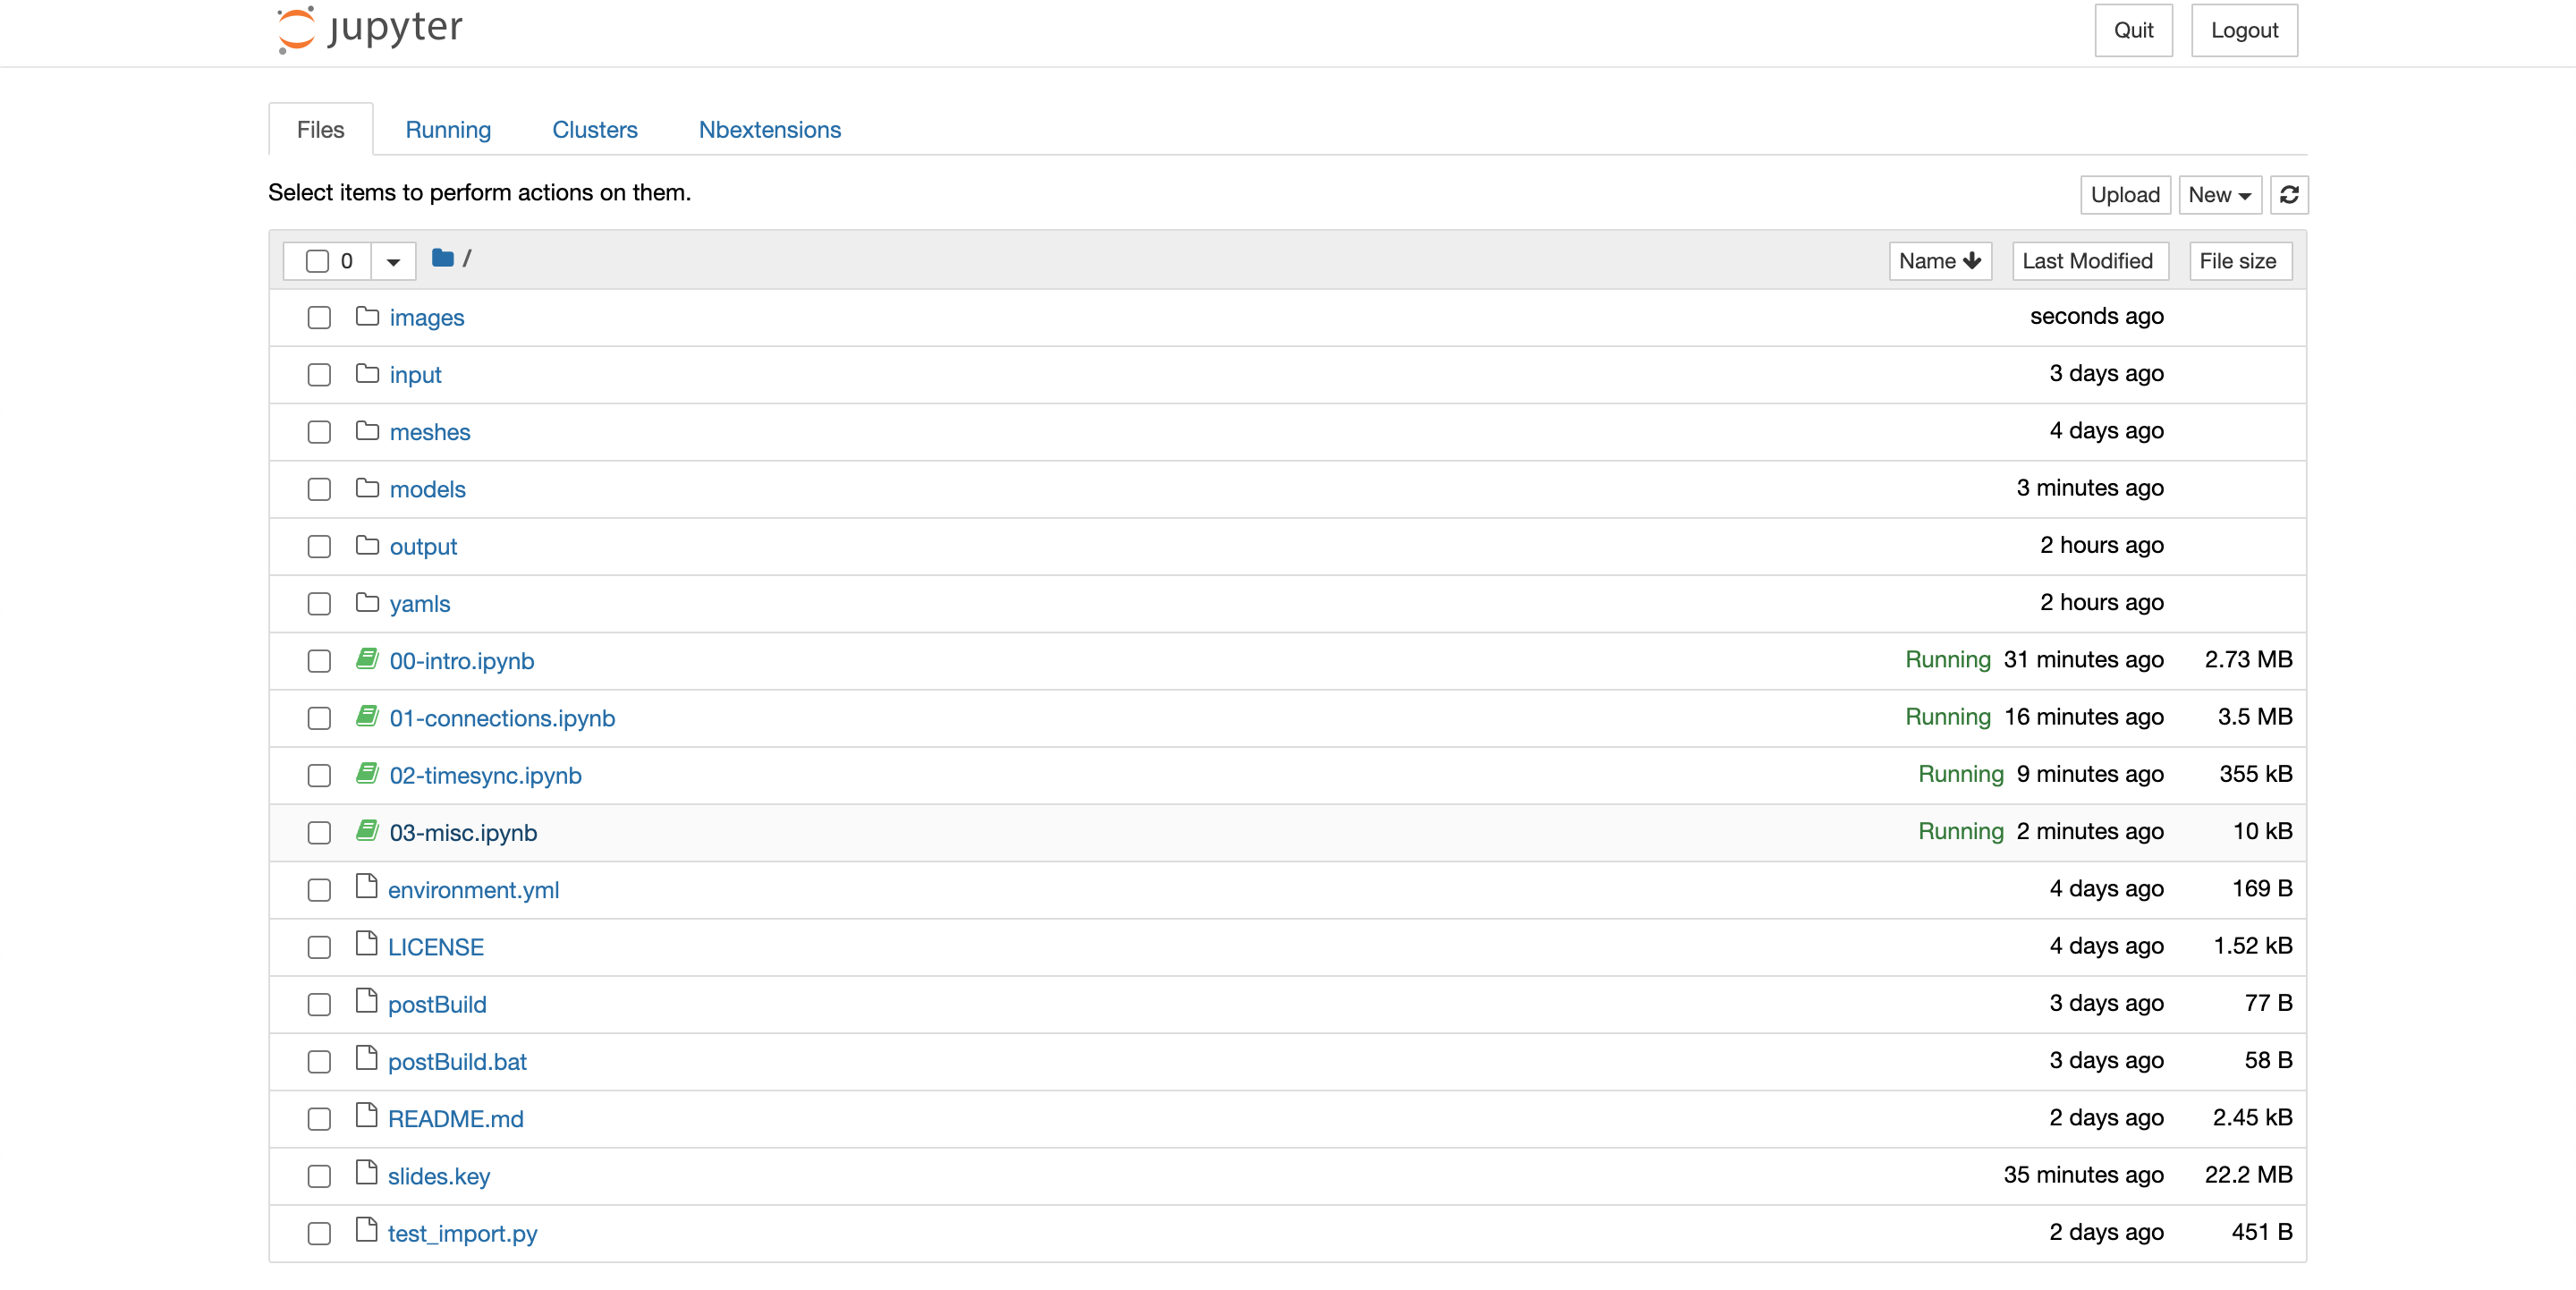 jupyter Quit Logout
Files Running Clusters Nbextensions
Select items to perform actions on them. Upload New
0 / Name Last Modified File size
images seconds ago
input 3 days ago
meshes 4 days ago
models 3 minutes ago
output 2 hours ago
yamls 2 hours ago
00-intro.ipynb Running 31 minutes ago 2.73 MB
01-connections.ipynb Running 16 minutes ago 3.5 MB
02-timesync.ipynb Running 9 minutes ago 355 kB
03-misc.ipynb Running 2 minutes ago 10 kB
environment.yml 4 days ago 169 B
LICENSE 4 days ago 1.52 kB
postBuild 3 days ago 77 B
postBuild.bat 3 days ago 58 B
README.md 2 days ago 2.45 kB
slides.key 35 minutes ago 22.2 MB
test_import.py 2 days ago 451 B